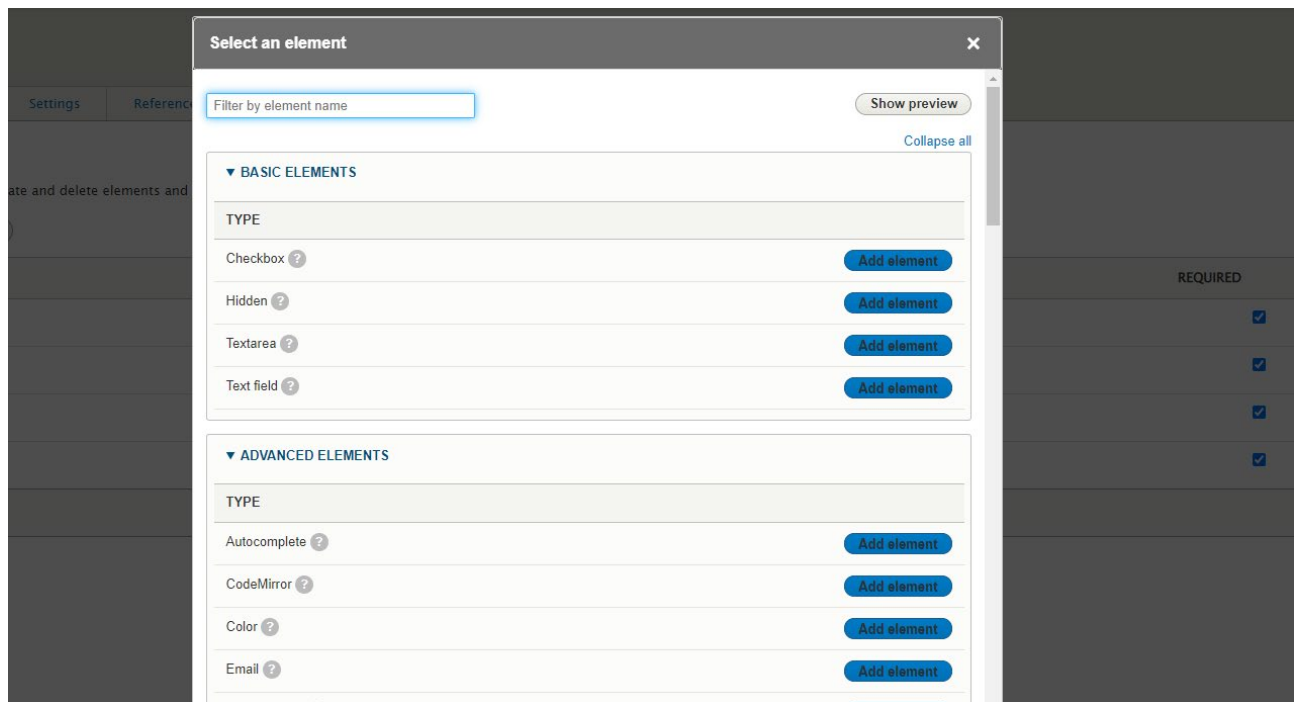 Select an element ×
Settings Reference
Filter by element name Show preview
Collapse all
▼ BASIC ELEMENTS
ate and delete elements and
TYPE
Checkbox ? Add element
REQUIRED
Hidden ? Add element
Textarea ? Add element
Text field ? Add element
▼ ADVANCED ELEMENTS
TYPE
Autocomplete ? Add element
CodeMirror ? Add element
Color ? Add element
Email ? Add element